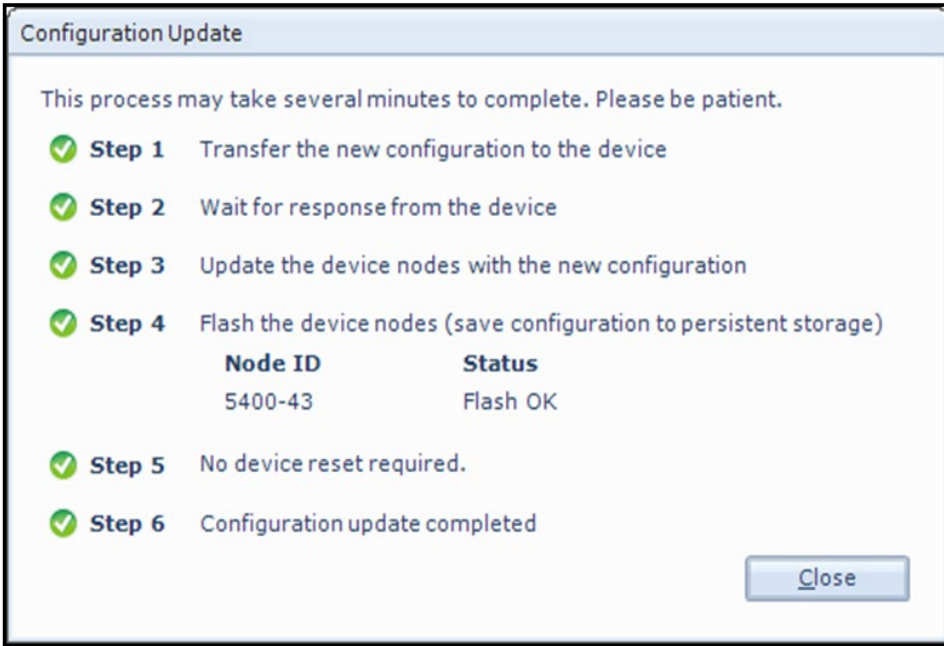 Configuration Update
This process may take several minutes to complete. Please be patient.
Step 1 Transfer the new configuration to the device
Step 2 Wait for response from the device
Step 3 Update the device nodes with the new configuration
Step 4 Flash the device nodes (save configuration to persistent storage)
Node ID Status
5400-43 Flash OK
Step 5 No device reset required.
Step 6 Configuration update completed
Close